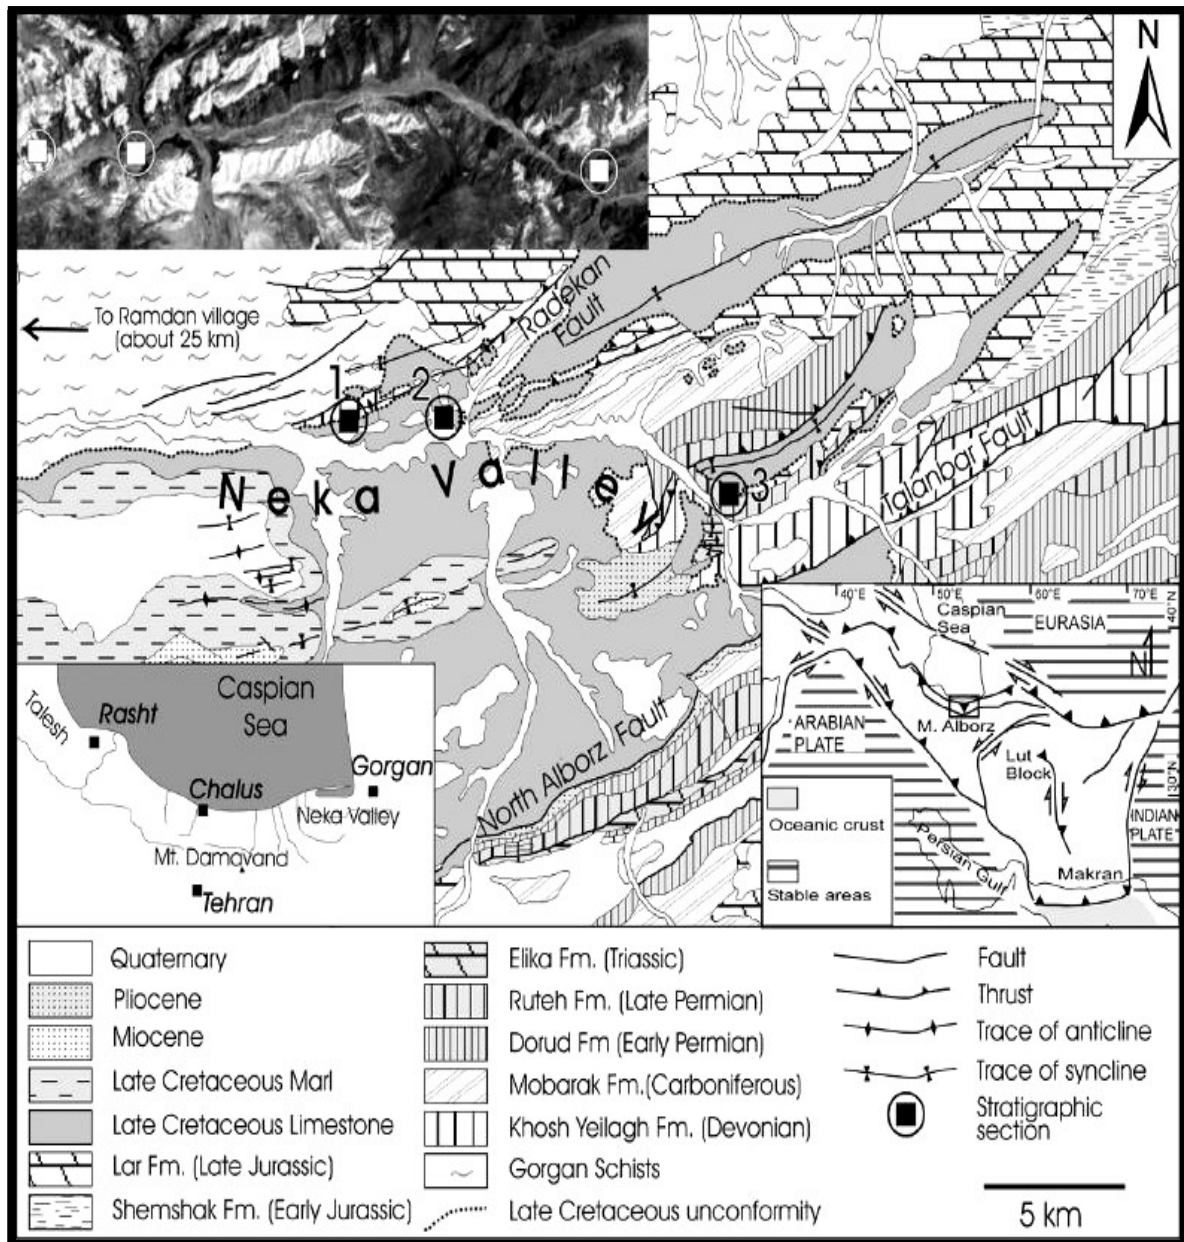 N
To Ramdan village
(about 25 km)
Radekan
Fault
1
2
3
Neka Valley
Talanbar Fault
North Alborz Fault
Caspian
Sea
Talesh
Rasht
Chalus
Gorgan
Neka Valley
Mt. Damavand
Tehran
40°E
50°E
60°E
70°E
40°N
30°N
Caspian
Sea
EURASIA
N
ARABIAN
PLATE
M. Alborz
Lut
Block
INDIAN
PLATE
Persian Gulf
Makran
Oceanic crust
Stable areas
Quaternary
Pliocene
Miocene
Late Cretaceous Marl
Late Cretaceous Limestone
Lar Fm. (Late Jurassic)
Shemshak Fm. (Early Jurassic)
Elika Fm. (Triassic)
Ruteh Fm. (Late Permian)
Dorud Fm (Early Permian)
Mobarak Fm.(Carboniferous)
Khosh Yeilagh Fm. (Devonian)
Gorgan Schists
Late Cretaceous unconformity
Fault
Thrust
Trace of anticline
Trace of syncline
Stratigraphic
section
5 km